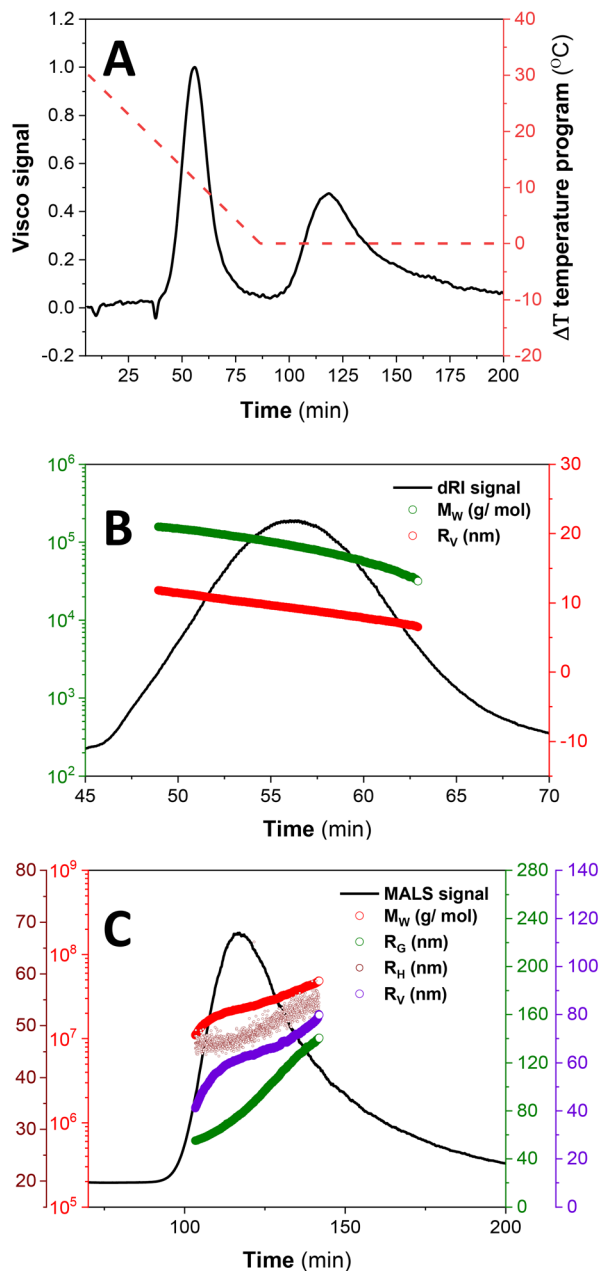 A
1.2
1.0
0.8
0.6
0.4
0.2
0.0
-0.2
Visco signal
40
30
20
10
0
-10
-20
ΔT temperature program (°C)
25 50 75 100 125 150 175 200
Time (min)
B
10⁶
10⁵
10⁴
10³
10²
dRI signal
M_W (g/ mol)
R_V (nm)
30
20
10
0
-10
45 50 55 60 65 70
Time (min)
C
80
70
60
50
40
30
20
10⁹
10⁸
10⁷
10⁶
10⁵
MALS signal
M_W (g/ mol)
R_G (nm)
R_H (nm)
R_V (nm)
280
240
200
160
120
80
40
0
140
120
100
80
60
40
20
0
100 150 200
Time (min)